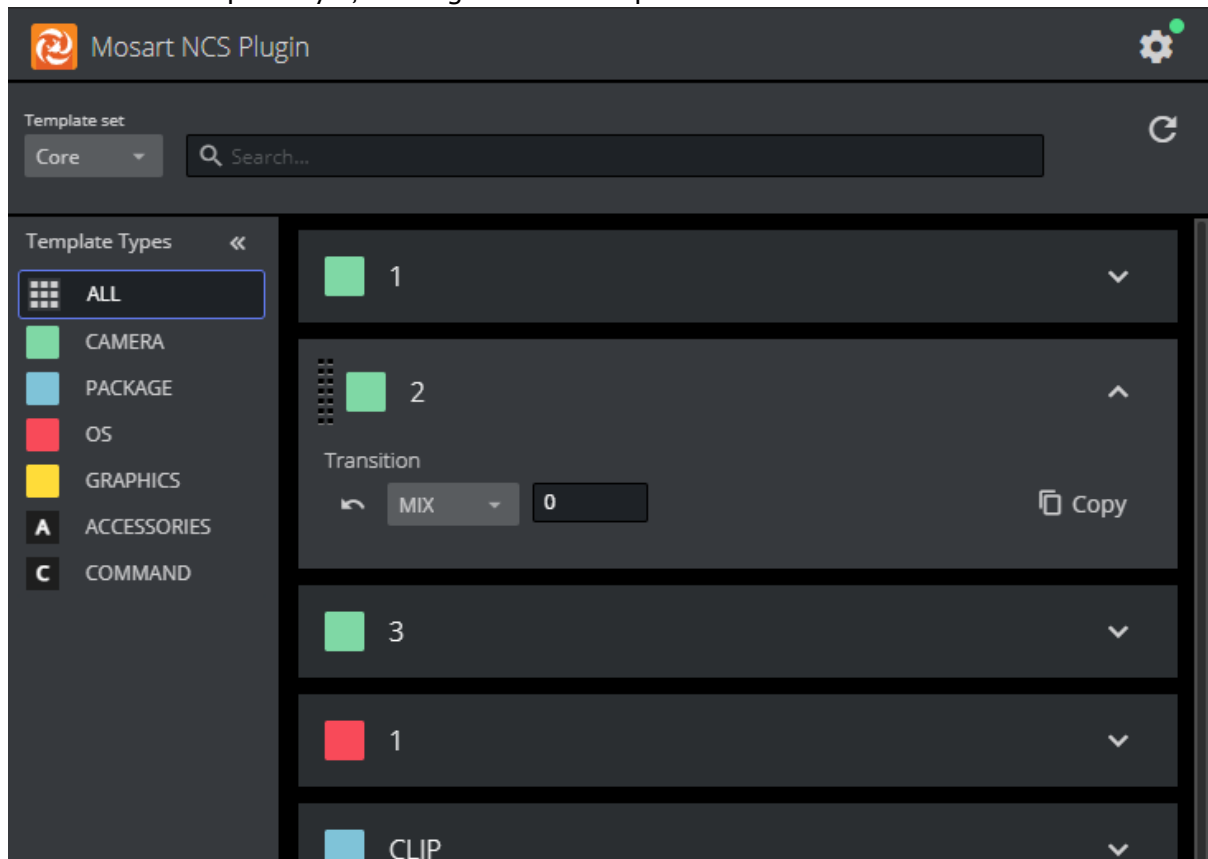 Mosart NCS Plugin
Template set
Core
Search...
Template Types
ALL
CAMERA
PACKAGE
OS
GRAPHICS
A ACCESSORIES
C COMMAND
1
2
Transition
MIX
0
Copy
3
1
CLIP